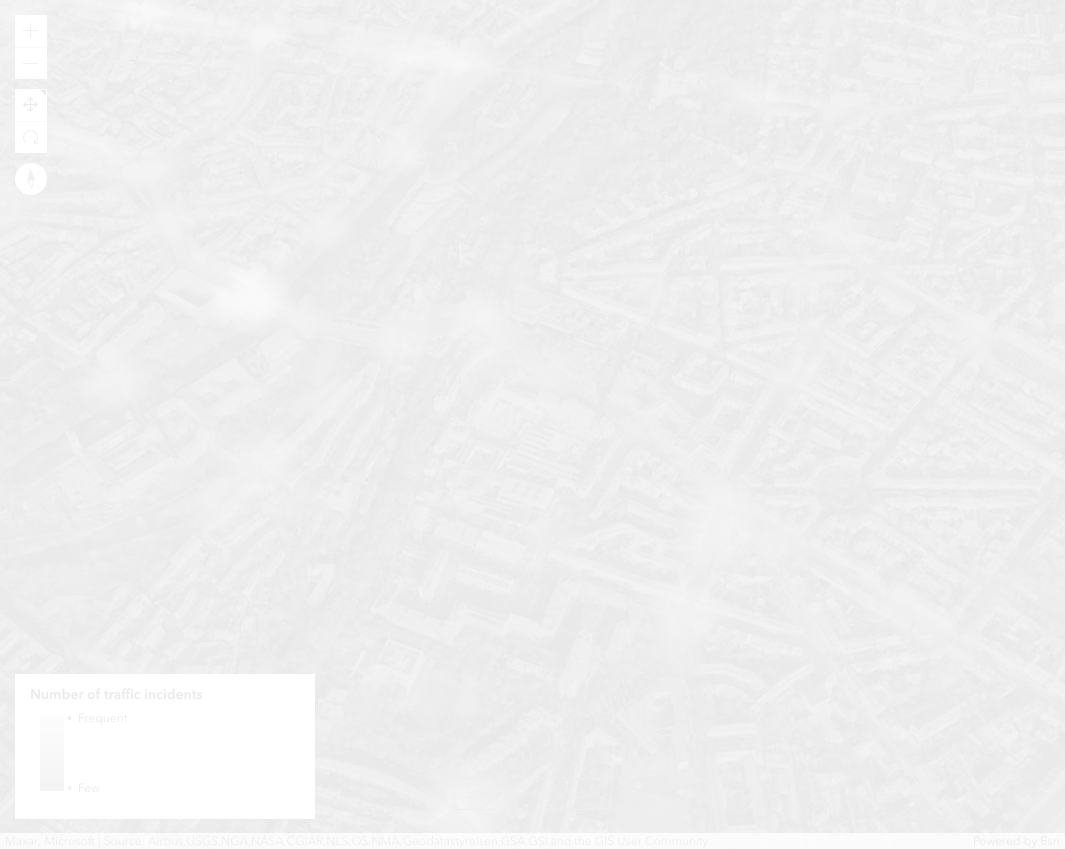 Number of traffic incidents
Frequent
Few
Maxar, Microsoft | Source: Airbus,USGS,NGA,NASA,CGIAR,NLS,OS,NMA,Geodatastyrelsen,GSA,GSI and the GIS User Community
Powered by Esri